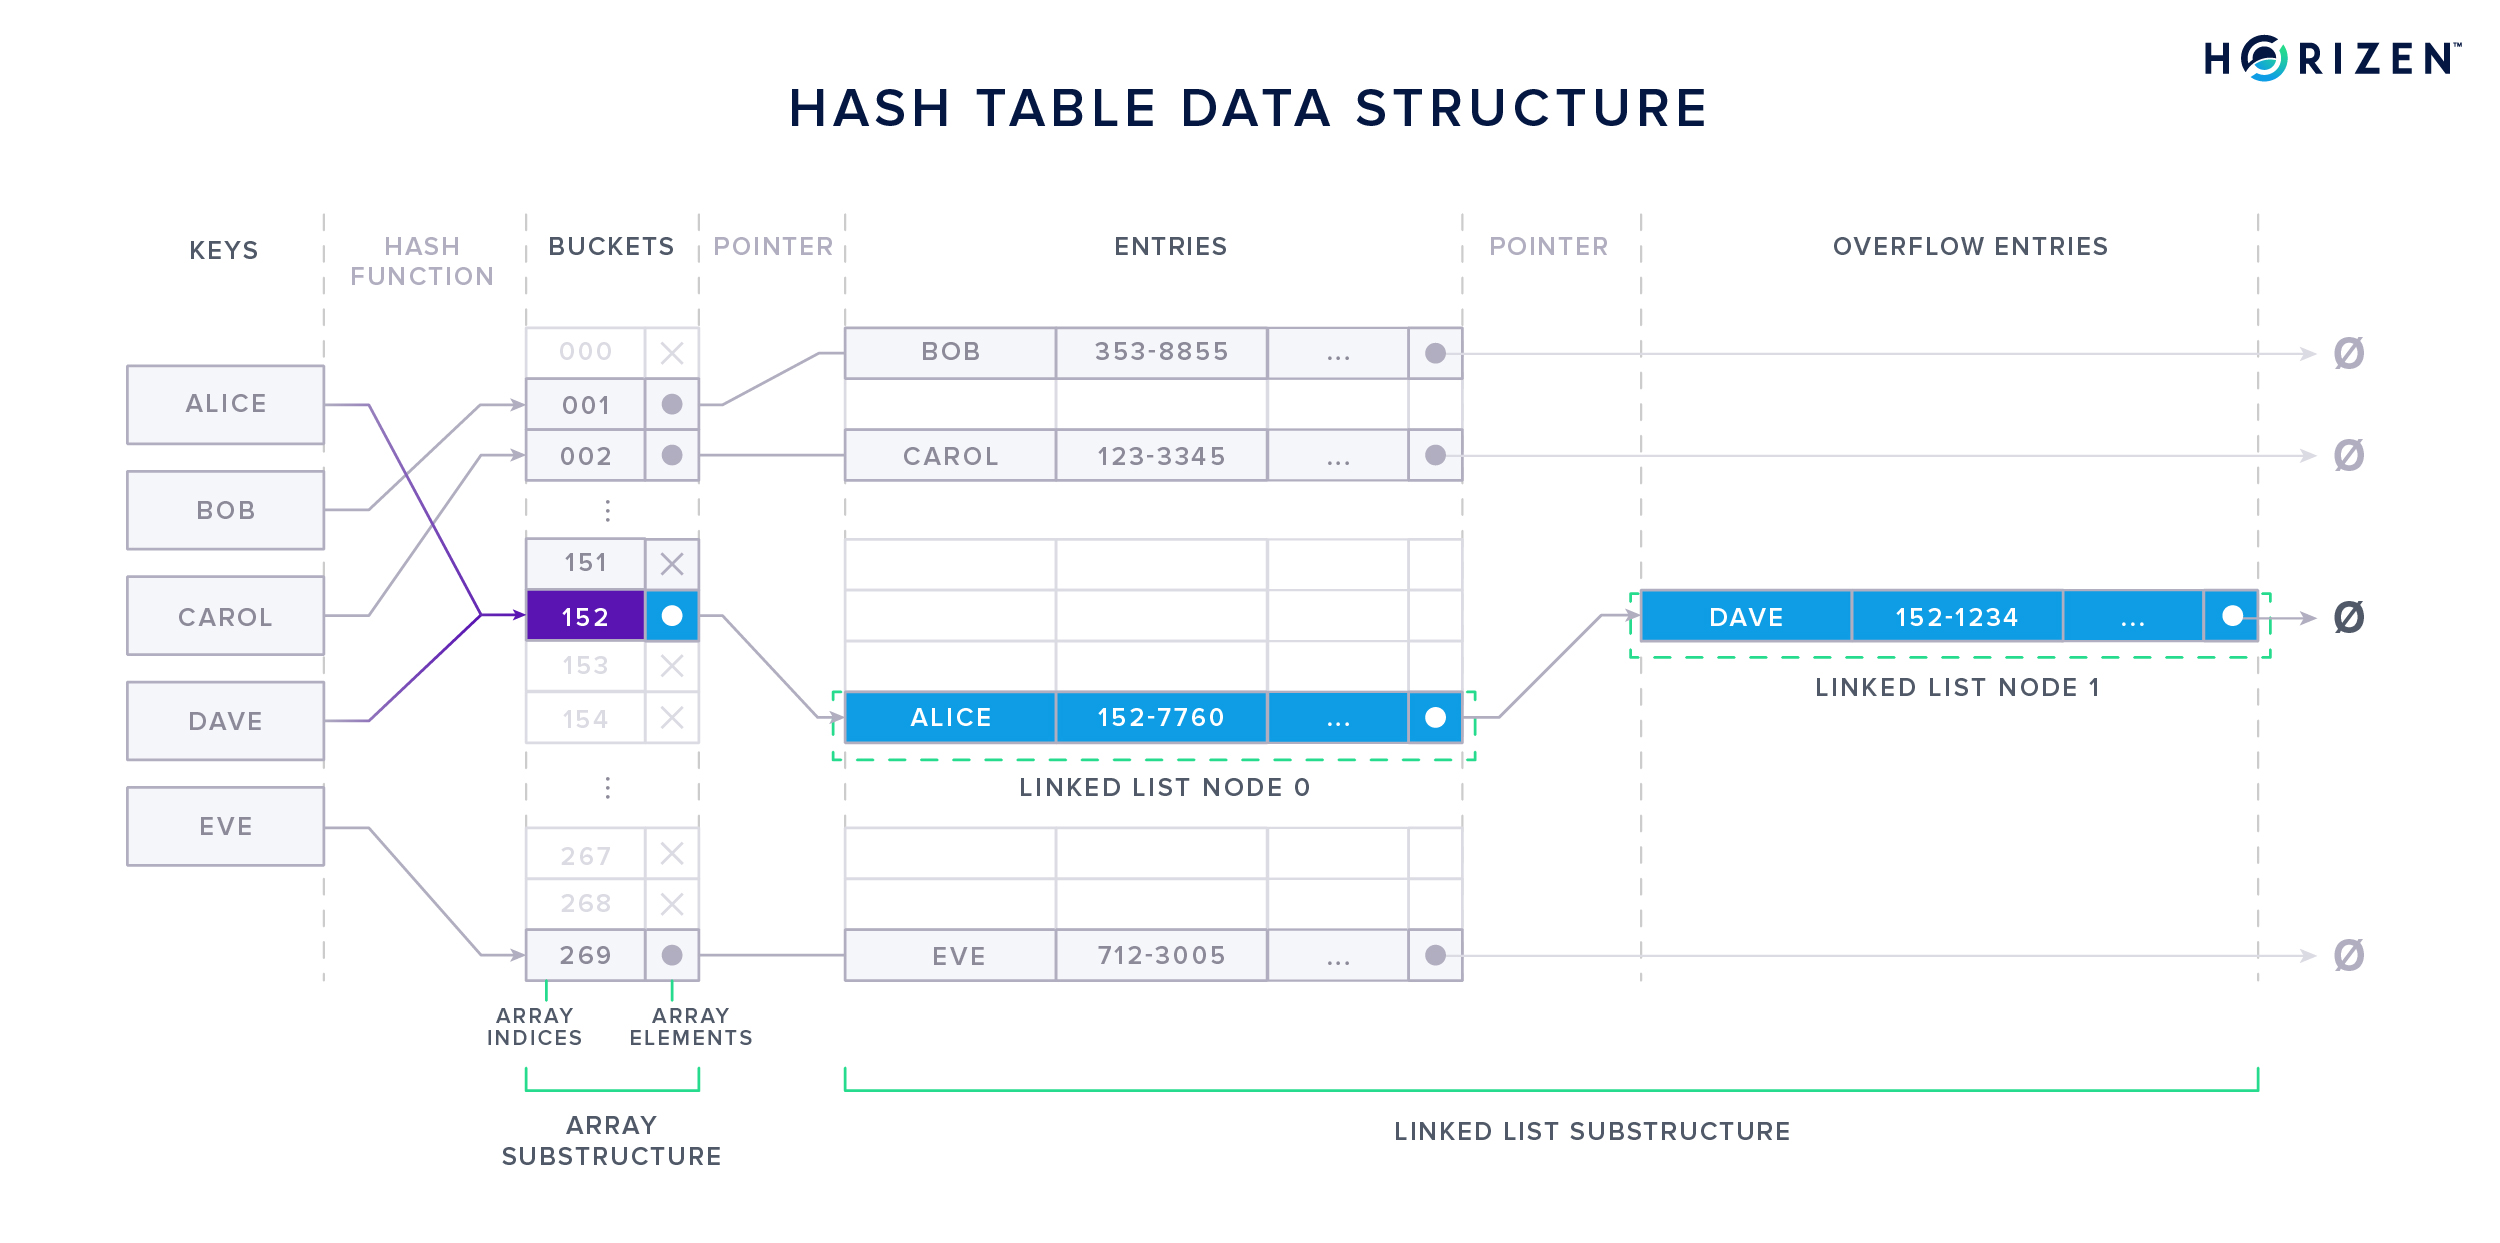 HORIZEN™
HASH TABLE DATA STRUCTURE
KEYS
HASH
FUNCTION
BUCKETS
POINTER
ENTRIES
POINTER
OVERFLOW ENTRIES
ALICE
BOB
CAROL
DAVE
EVE
000
001
002
⋮
151
152
153
154
⋮
267
268
269
BOB 353-8855 ...
Ø
CAROL 123-3345 ...
Ø
DAVE 152-1234 ...
Ø
LINKED LIST NODE 1
ALICE 152-7760 ...
LINKED LIST NODE 0
EVE 712-3005 ...
Ø
ARRAY
INDICES
ARRAY
ELEMENTS
ARRAY
SUBSTRUCTURE
LINKED LIST SUBSTRUCTURE